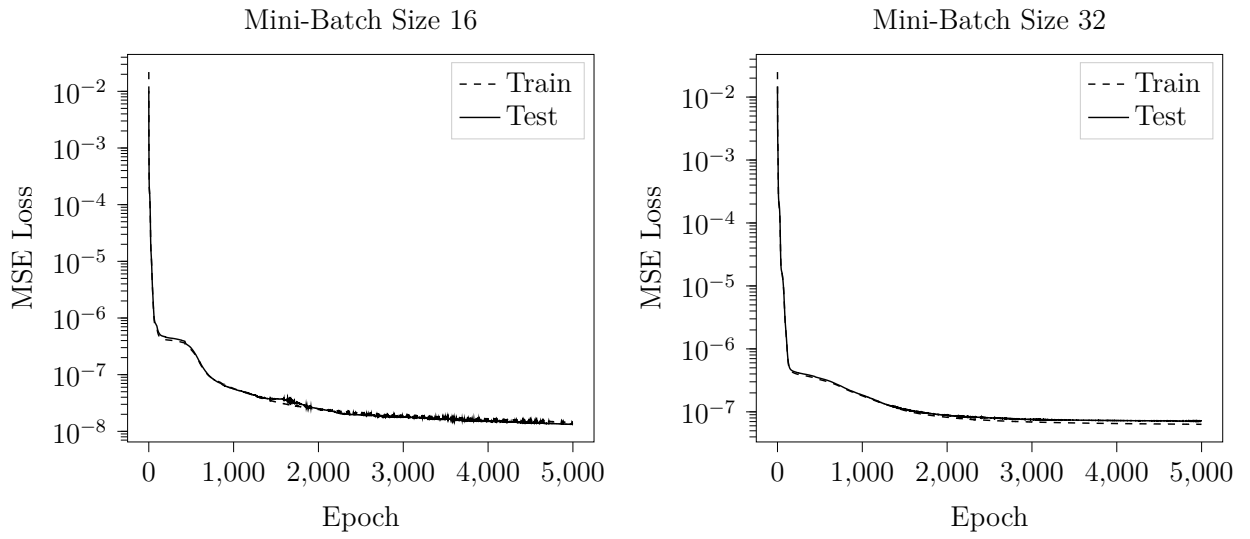 Mini-Batch Size 16
MSE Loss
10⁻²
10⁻³
10⁻⁴
10⁻⁵
10⁻⁶
10⁻⁷
10⁻⁸
Train
Test
0 1,000 2,000 3,000 4,000 5,000
Epoch
Mini-Batch Size 32
MSE Loss
10⁻²
10⁻³
10⁻⁴
10⁻⁵
10⁻⁶
10⁻⁷
Train
Test
0 1,000 2,000 3,000 4,000 5,000
Epoch